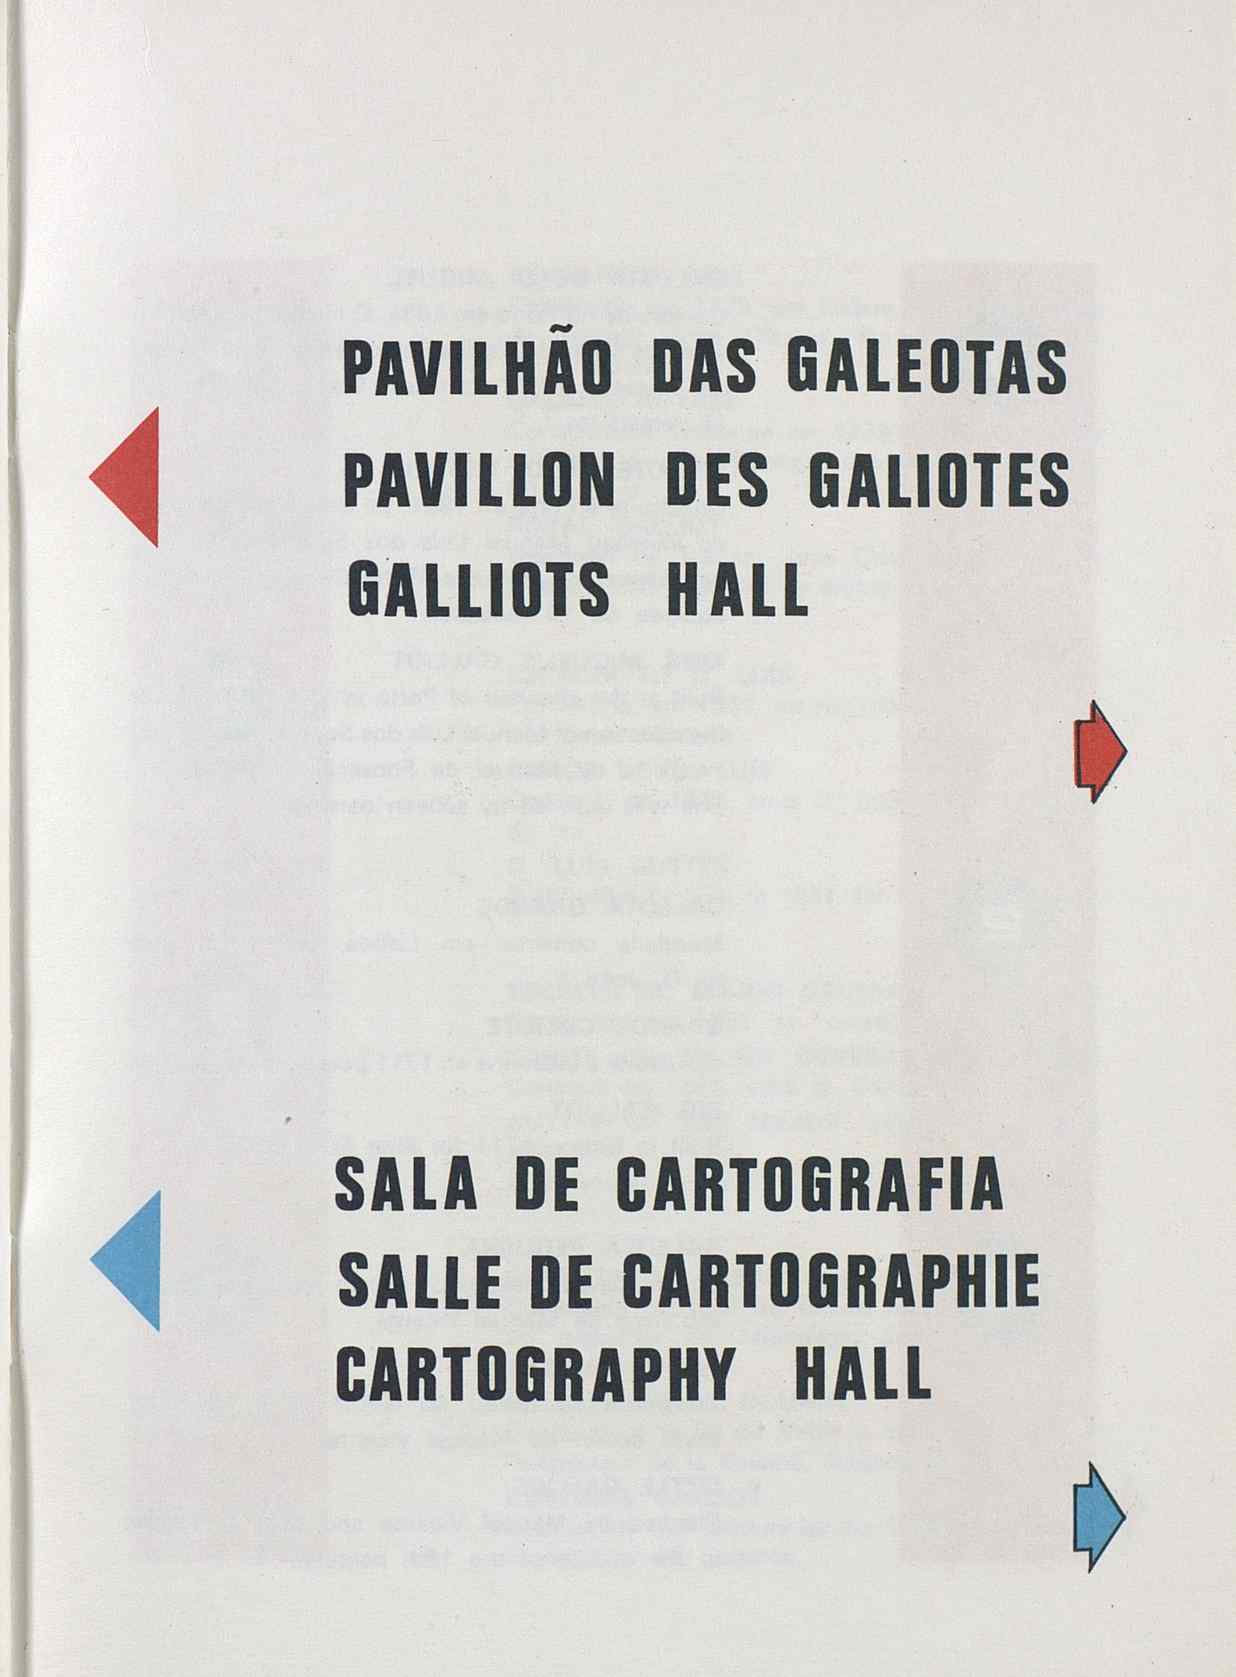 PAVILHÃO DAS GALEOTAS
PAVILLON DES GALIOTES
GALLIOTS HALL
SALA DE CARTOGRAFIA
SALLE DE CARTOGRAPHIE
CARTOGRAPHY HALL